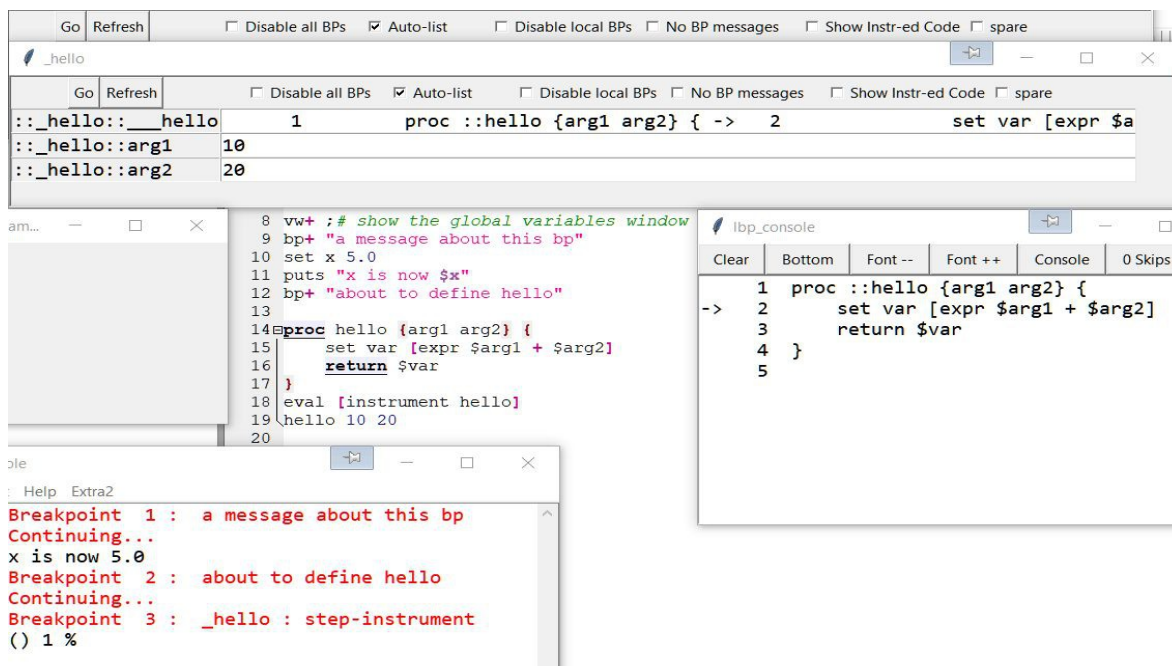 Go Refresh Disable all BPs Auto-list Disable local BPs No BP messages Show Instr-ed Code spare
_hello
Go Refresh Disable all BPs Auto-list Disable local BPs No BP messages Show Instr-ed Code spare
::_hello::___hello 1 proc ::hello {arg1 arg2} { -> 2 set var [expr $a
::_hello::arg1 10
::_hello::arg2 20
am...
8 vw+ ;# show the global variables window
9 bp+ "a message about this bp"
10 set x 5.0
11 puts "x is now $x"
12 bp+ "about to define hello"
13
14 proc hello {arg1 arg2} {
15 set var [expr $arg1 + $arg2]
16 return $var
17 }
18 eval [instrument hello]
19 hello 10 20
20
lbp_console
Clear Bottom Font -- Font ++ Console 0 Skips
1 proc ::hello {arg1 arg2} {
-> 2 set var [expr $arg1 + $arg2]
3 return $var
4 }
5
ole
Help Extra2
Breakpoint 1 : a message about this bp
Continuing...
x is now 5.0
Breakpoint 2 : about to define hello
Continuing...
Breakpoint 3 : _hello : step-instrument
() 1 %